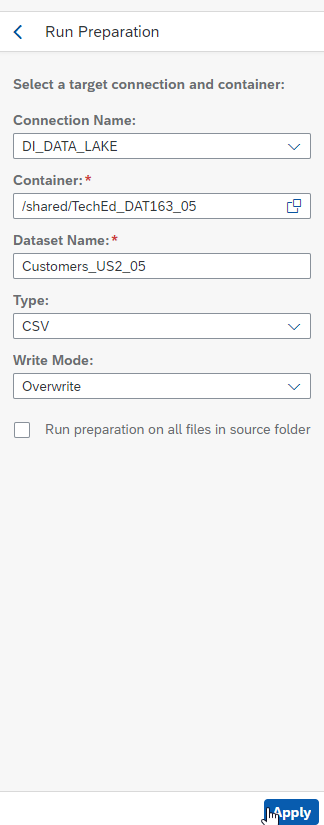 Run Preparation
Select a target connection and container:
Connection Name:
DI_DATA_LAKE
Container:*
/shared/TechEd_DAT163_05
Dataset Name:*
Customers_US2_05
Type:
CSV
Write Mode:
Overwrite
Run preparation on all files in source folder
Apply